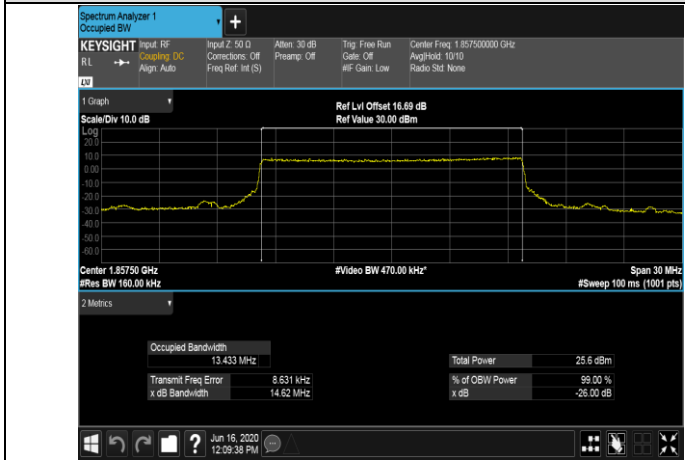 Spectrum Analyzer 1
Occupied BW
+
KEYSIGHT Input: RF Input Z: 50 Ω Atten: 30 dB Trig: Free Run Center Freq: 1.857500000 GHz
RL Coupling: DC Corrections: Off Preamp: Off Gate: Off Avg|Hold: 10/10
Align: Auto Freq Ref: Int (S) #IF Gain: Low Radio Std: None
LXI
1 Graph
Ref Lvl Offset 16.69 dB
Scale/Div 10.0 dB Ref Value 30.00 dBm
Log
20.0
10.0
0.00
-10.0
-20.0
-30.0
-40.0
-50.0
-60.0
Center 1.85750 GHz #Video BW 470.00 kHz* Span 30 MHz
#Res BW 160.00 kHz #Sweep 100 ms (1001 pts)
2 Metrics
Occupied Bandwidth
13.433 MHz Total Power 25.6 dBm
Transmit Freq Error 8.631 kHz % of OBW Power 99.00 %
x dB Bandwidth 14.62 MHz x dB -26.00 dB
? Jun 16, 2020
12:09:38 PM